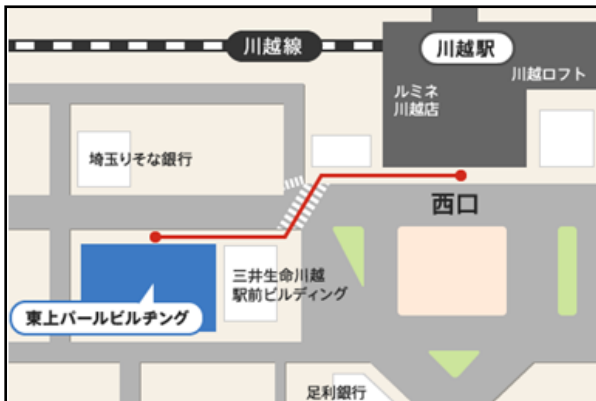 川越線
川越駅
川越ロフト
ルミネ
川越店
埼玉りそな銀行
西口
三井生命川越
駅前ビルディング
東上パールビルヂング
足利銀行